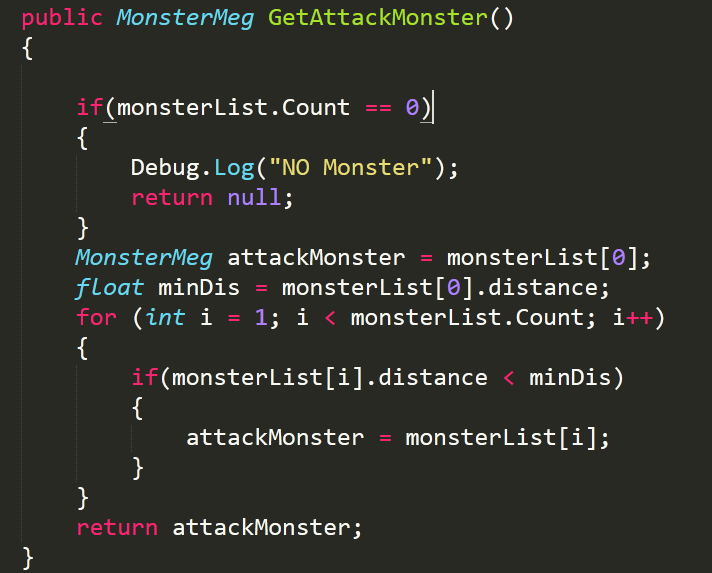 public MonsterMeg GetAttackMonster()
{
if(monsterList.Count == 0)
{
Debug.Log("NO Monster");
return null;
}
MonsterMeg attackMonster = monsterList[0];
float minDis = monsterList[0].distance;
for (int i = 1; i < monsterList.Count; i++)
{
if(monsterList[i].distance < minDis)
{
attackMonster = monsterList[i];
}
}
return attackMonster;
}